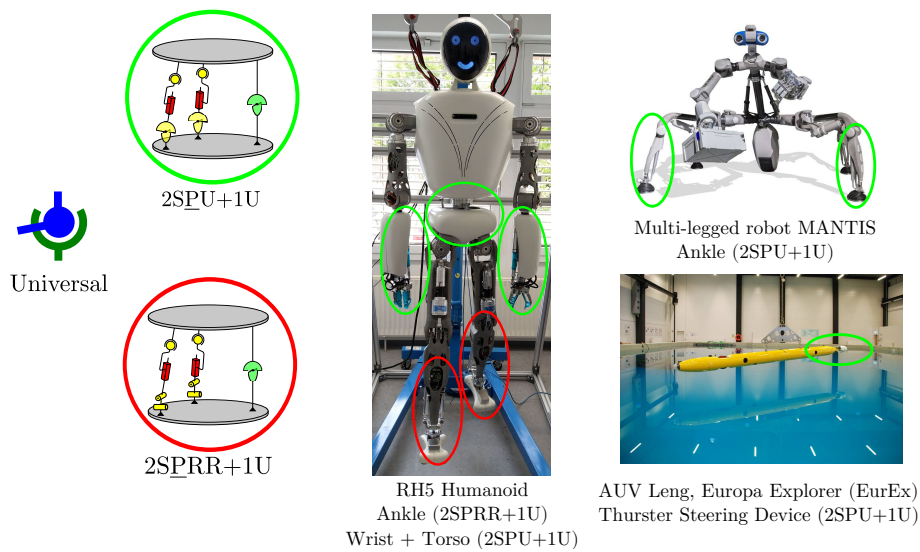 2SPU+1U
Universal
2SPRR+1U
RH5 Humanoid
Ankle (2SPRR+1U)
Wrist + Torso (2SPU+1U)
Multi-legged robot MANTIS
Ankle (2SPU+1U)
AUV Leng, Europa Explorer (EurEx)
Thurster Steering Device (2SPU+1U)